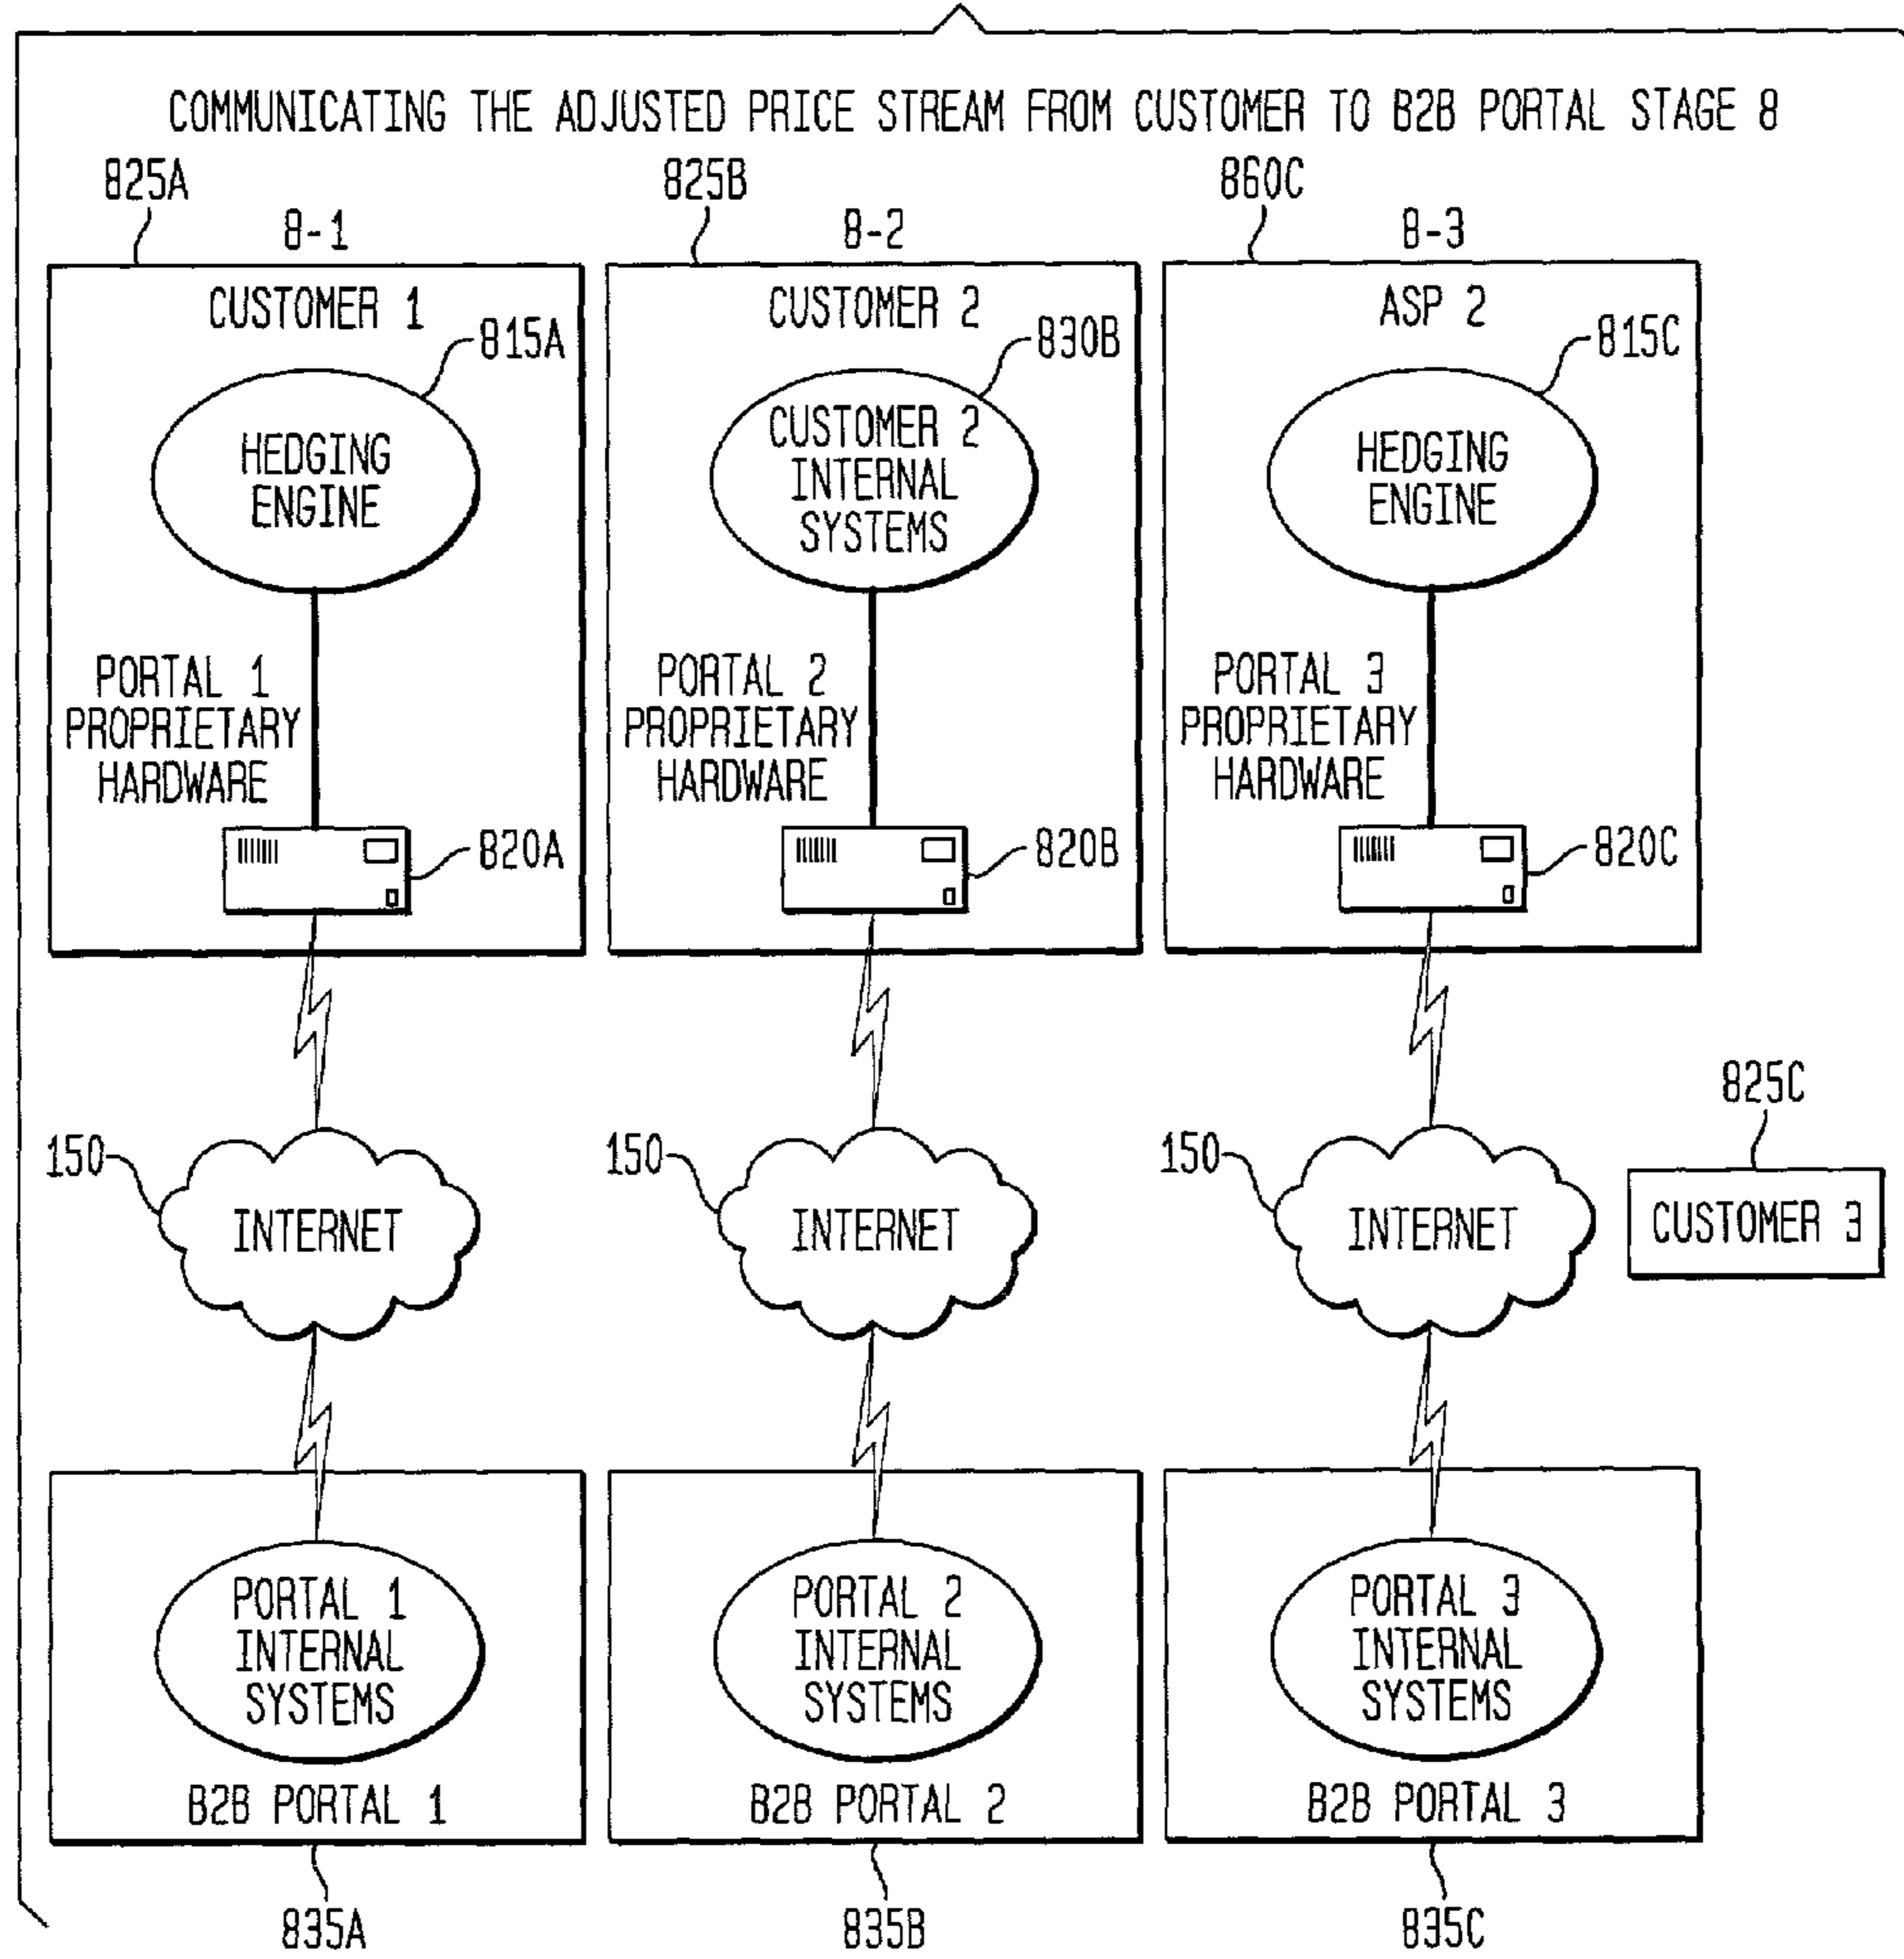 COMMUNICATING THE ADJUSTED PRICE STREAM FROM CUSTOMER TO B2B PORTAL STAGE 8
825A
8-1
825B
8-2
860C
8-3
CUSTOMER 1
815A
HEDGING
ENGINE
PORTAL 1
PROPRIETARY
HARDWARE
820A
CUSTOMER 2
830B
CUSTOMER 2
INTERNAL
SYSTEMS
PORTAL 2
PROPRIETARY
HARDWARE
820B
ASP 2
815C
HEDGING
ENGINE
PORTAL 3
PROPRIETARY
HARDWARE
820C
150
INTERNET
150
INTERNET
150
INTERNET
825C
CUSTOMER 3
PORTAL 1
INTERNAL
SYSTEMS
B2B PORTAL 1
835A
PORTAL 2
INTERNAL
SYSTEMS
B2B PORTAL 2
835B
PORTAL 3
INTERNAL
SYSTEMS
B2B PORTAL 3
835C